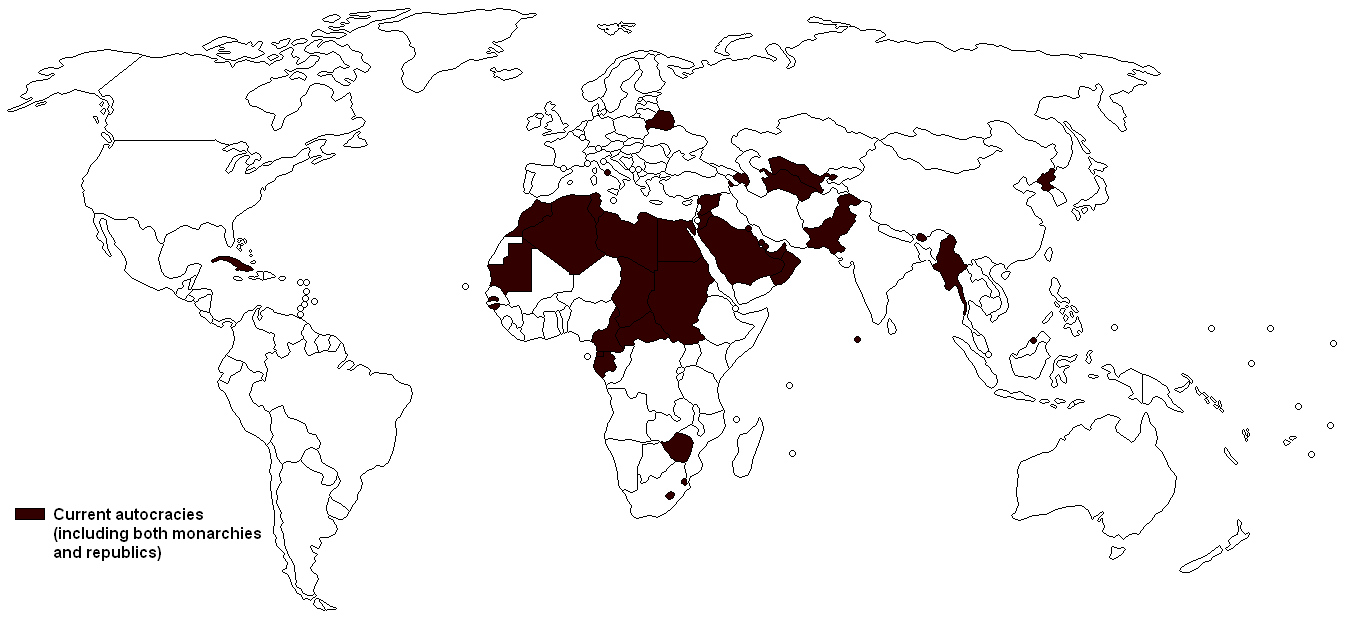 Current autocracies
(including both monarchies
and republics)